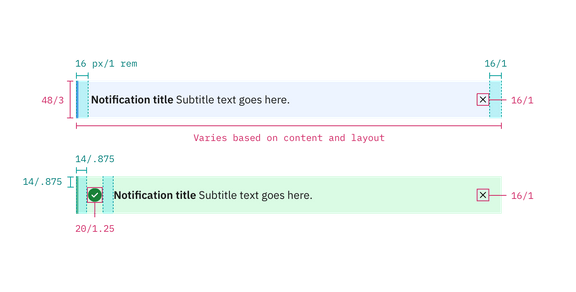 16 px/1 rem
16/1
48/3
Notification title Subtitle text goes here.
16/1
Varies based on content and layout
14/.875
14/.875
Notification title Subtitle text goes here.
16/1
20/1.25